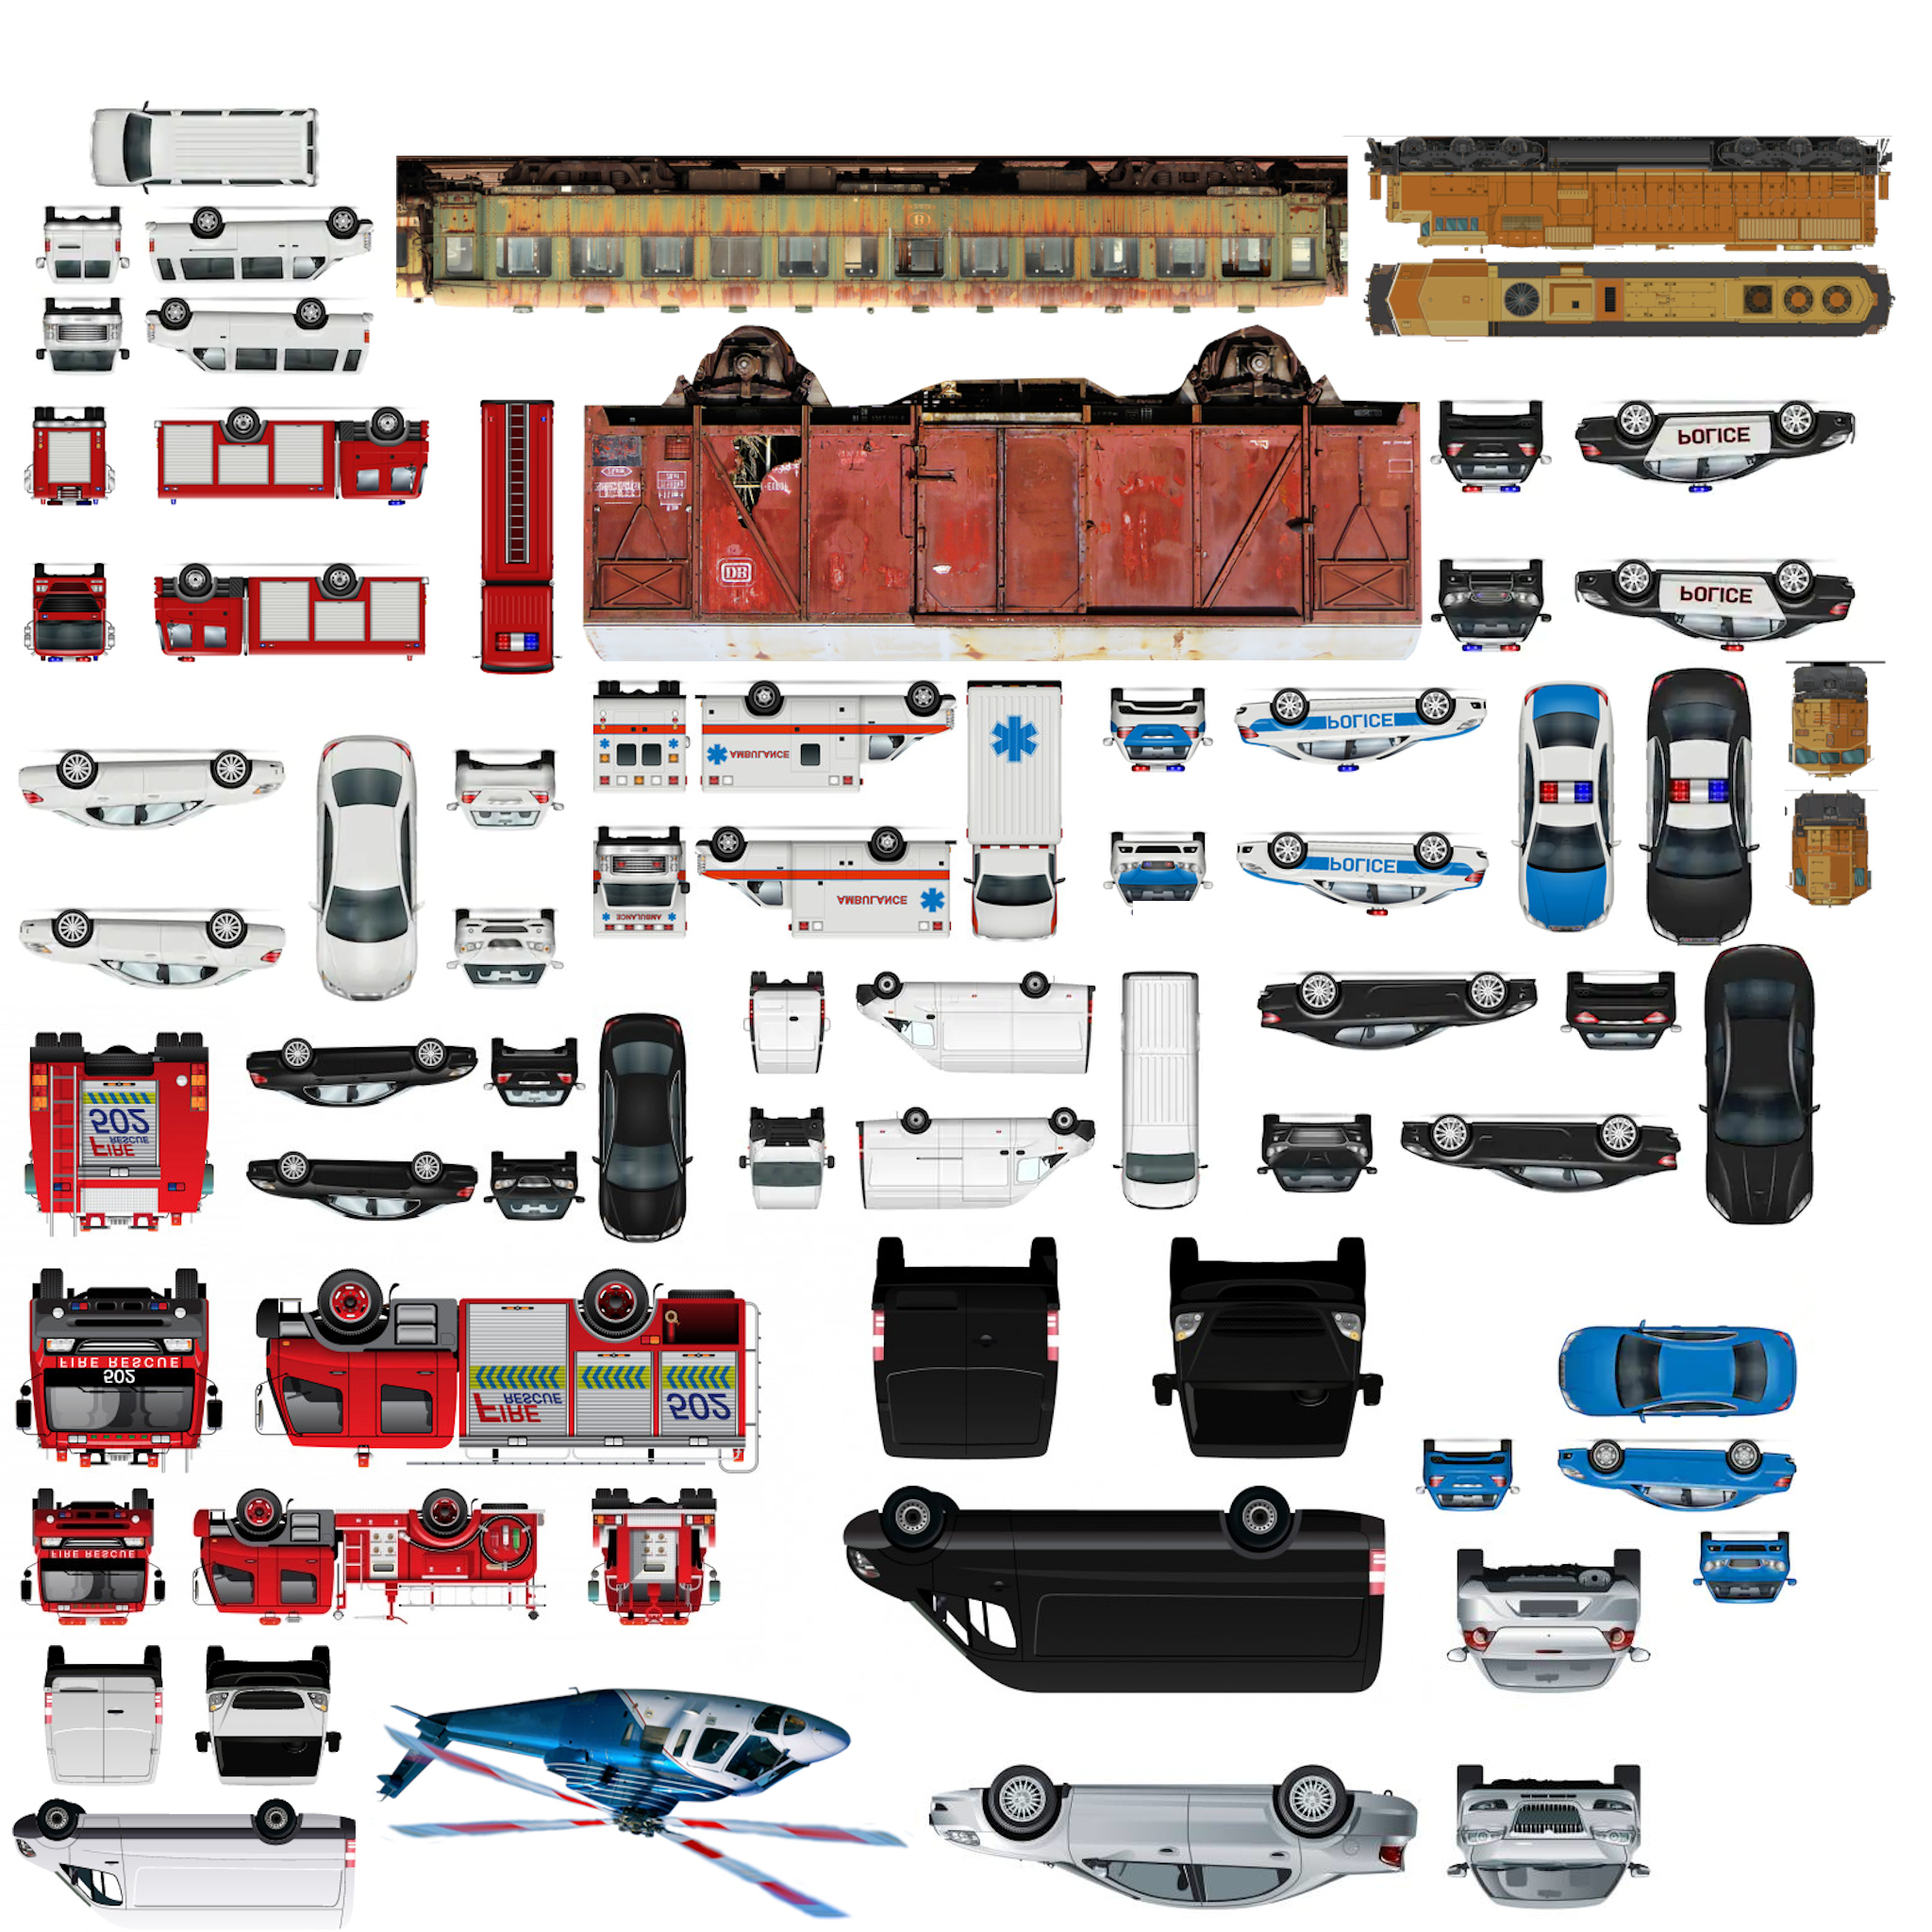 B
POLICE
POLICE
DB
AMBULANCE
POLICE
AMBULANCE
AMBULANCE
POLICE
502
FIRE
RESCUE
FIRE RESCUE
502
FIRE
RESCUE
502
FIRE RESCUE